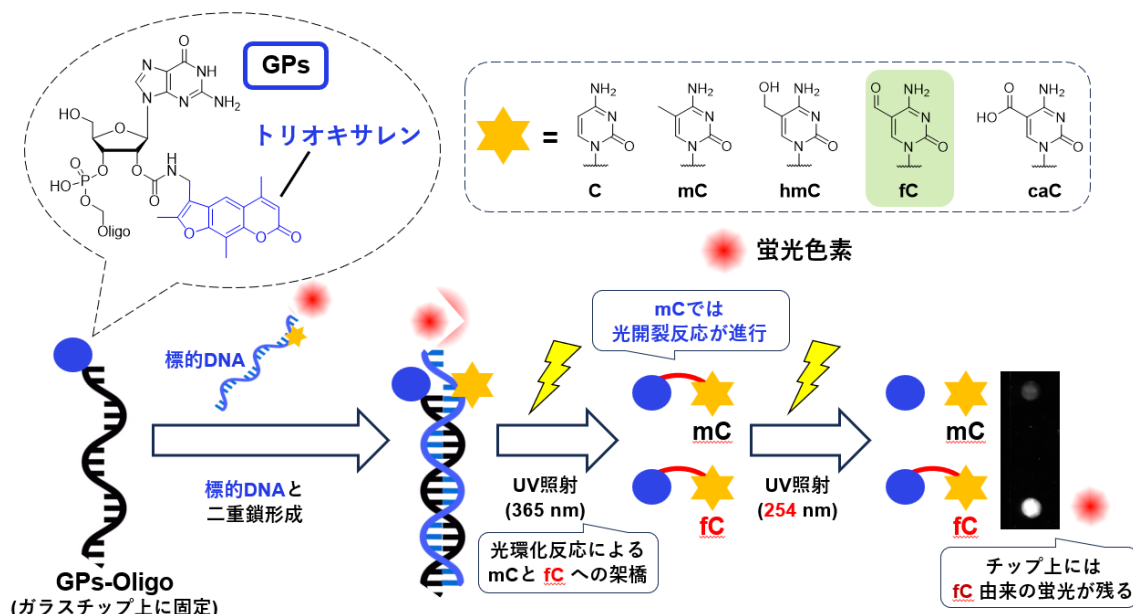 GPs
トリオキサレン
O
N
NH
N
N
NH₂
HO
O
O
O
H
N
O
HO
P
O
O
O
O
O
Oligo
=
NH₂
N
N
O
C
NH₂
N
N
O
mC
OH
NH₂
N
N
O
hmC
O
NH₂
N
N
O
fC
O
HO
NH₂
N
N
O
caC
蛍光色素
標的DNA
標的DNAと
二重鎖形成
GPs-Oligo
(ガラスチップ上に固定)
UV照射
(365 nm)
光環化反応による
mCと fC への架橋
mCでは
光開裂反応が進行
mC
fC
UV照射
(254 nm)
mC
fC
チップ上には
fC 由来の蛍光が残る